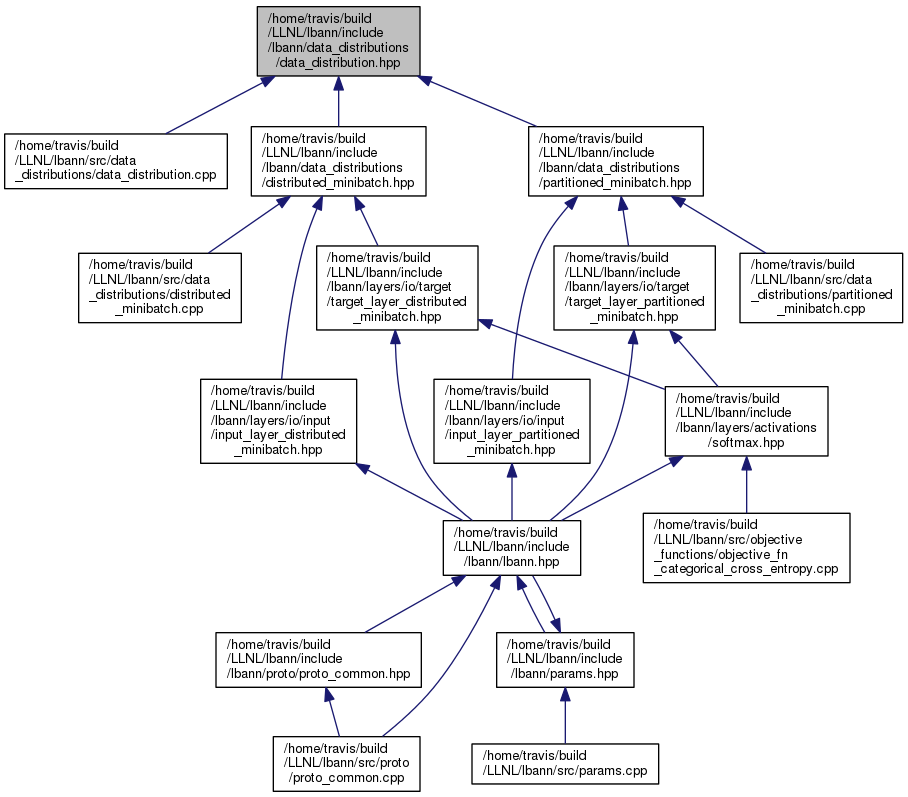 /home/travis/build
/LLNL/lbann/include
/lbann/data_distributions
/data_distribution.hpp
/home/travis/build
/LLNL/lbann/src/data
_distributions/data_distribution.cpp
/home/travis/build
/LLNL/lbann/include
/lbann/data_distributions
/distributed_minibatch.hpp
/home/travis/build
/LLNL/lbann/include
/lbann/data_distributions
/partitioned_minibatch.hpp
/home/travis/build
/LLNL/lbann/src/data
_distributions/distributed
_minibatch.cpp
/home/travis/build
/LLNL/lbann/include
/lbann/layers/io/target
/target_layer_distributed
_minibatch.hpp
/home/travis/build
/LLNL/lbann/include
/lbann/layers/io/target
/target_layer_partitioned
_minibatch.hpp
/home/travis/build
/LLNL/lbann/src/data
_distributions/partitioned
_minibatch.cpp
/home/travis/build
/LLNL/lbann/include
/lbann/layers/io/input
/input_layer_distributed
_minibatch.hpp
/home/travis/build
/LLNL/lbann/include
/lbann/layers/io/input
/input_layer_partitioned
_minibatch.hpp
/home/travis/build
/LLNL/lbann/include
/lbann/layers/activations
/softmax.hpp
/home/travis/build
/LLNL/lbann/include
/lbann/lbann.hpp
/home/travis/build
/LLNL/lbann/src/objective
_functions/objective_fn
_categorical_cross_entropy.cpp
/home/travis/build
/LLNL/lbann/include
/lbann/proto/proto_common.hpp
/home/travis/build
/LLNL/lbann/include
/lbann/params.hpp
/home/travis/build
/LLNL/lbann/src/proto
/proto_common.cpp
/home/travis/build
/LLNL/lbann/src/params.cpp